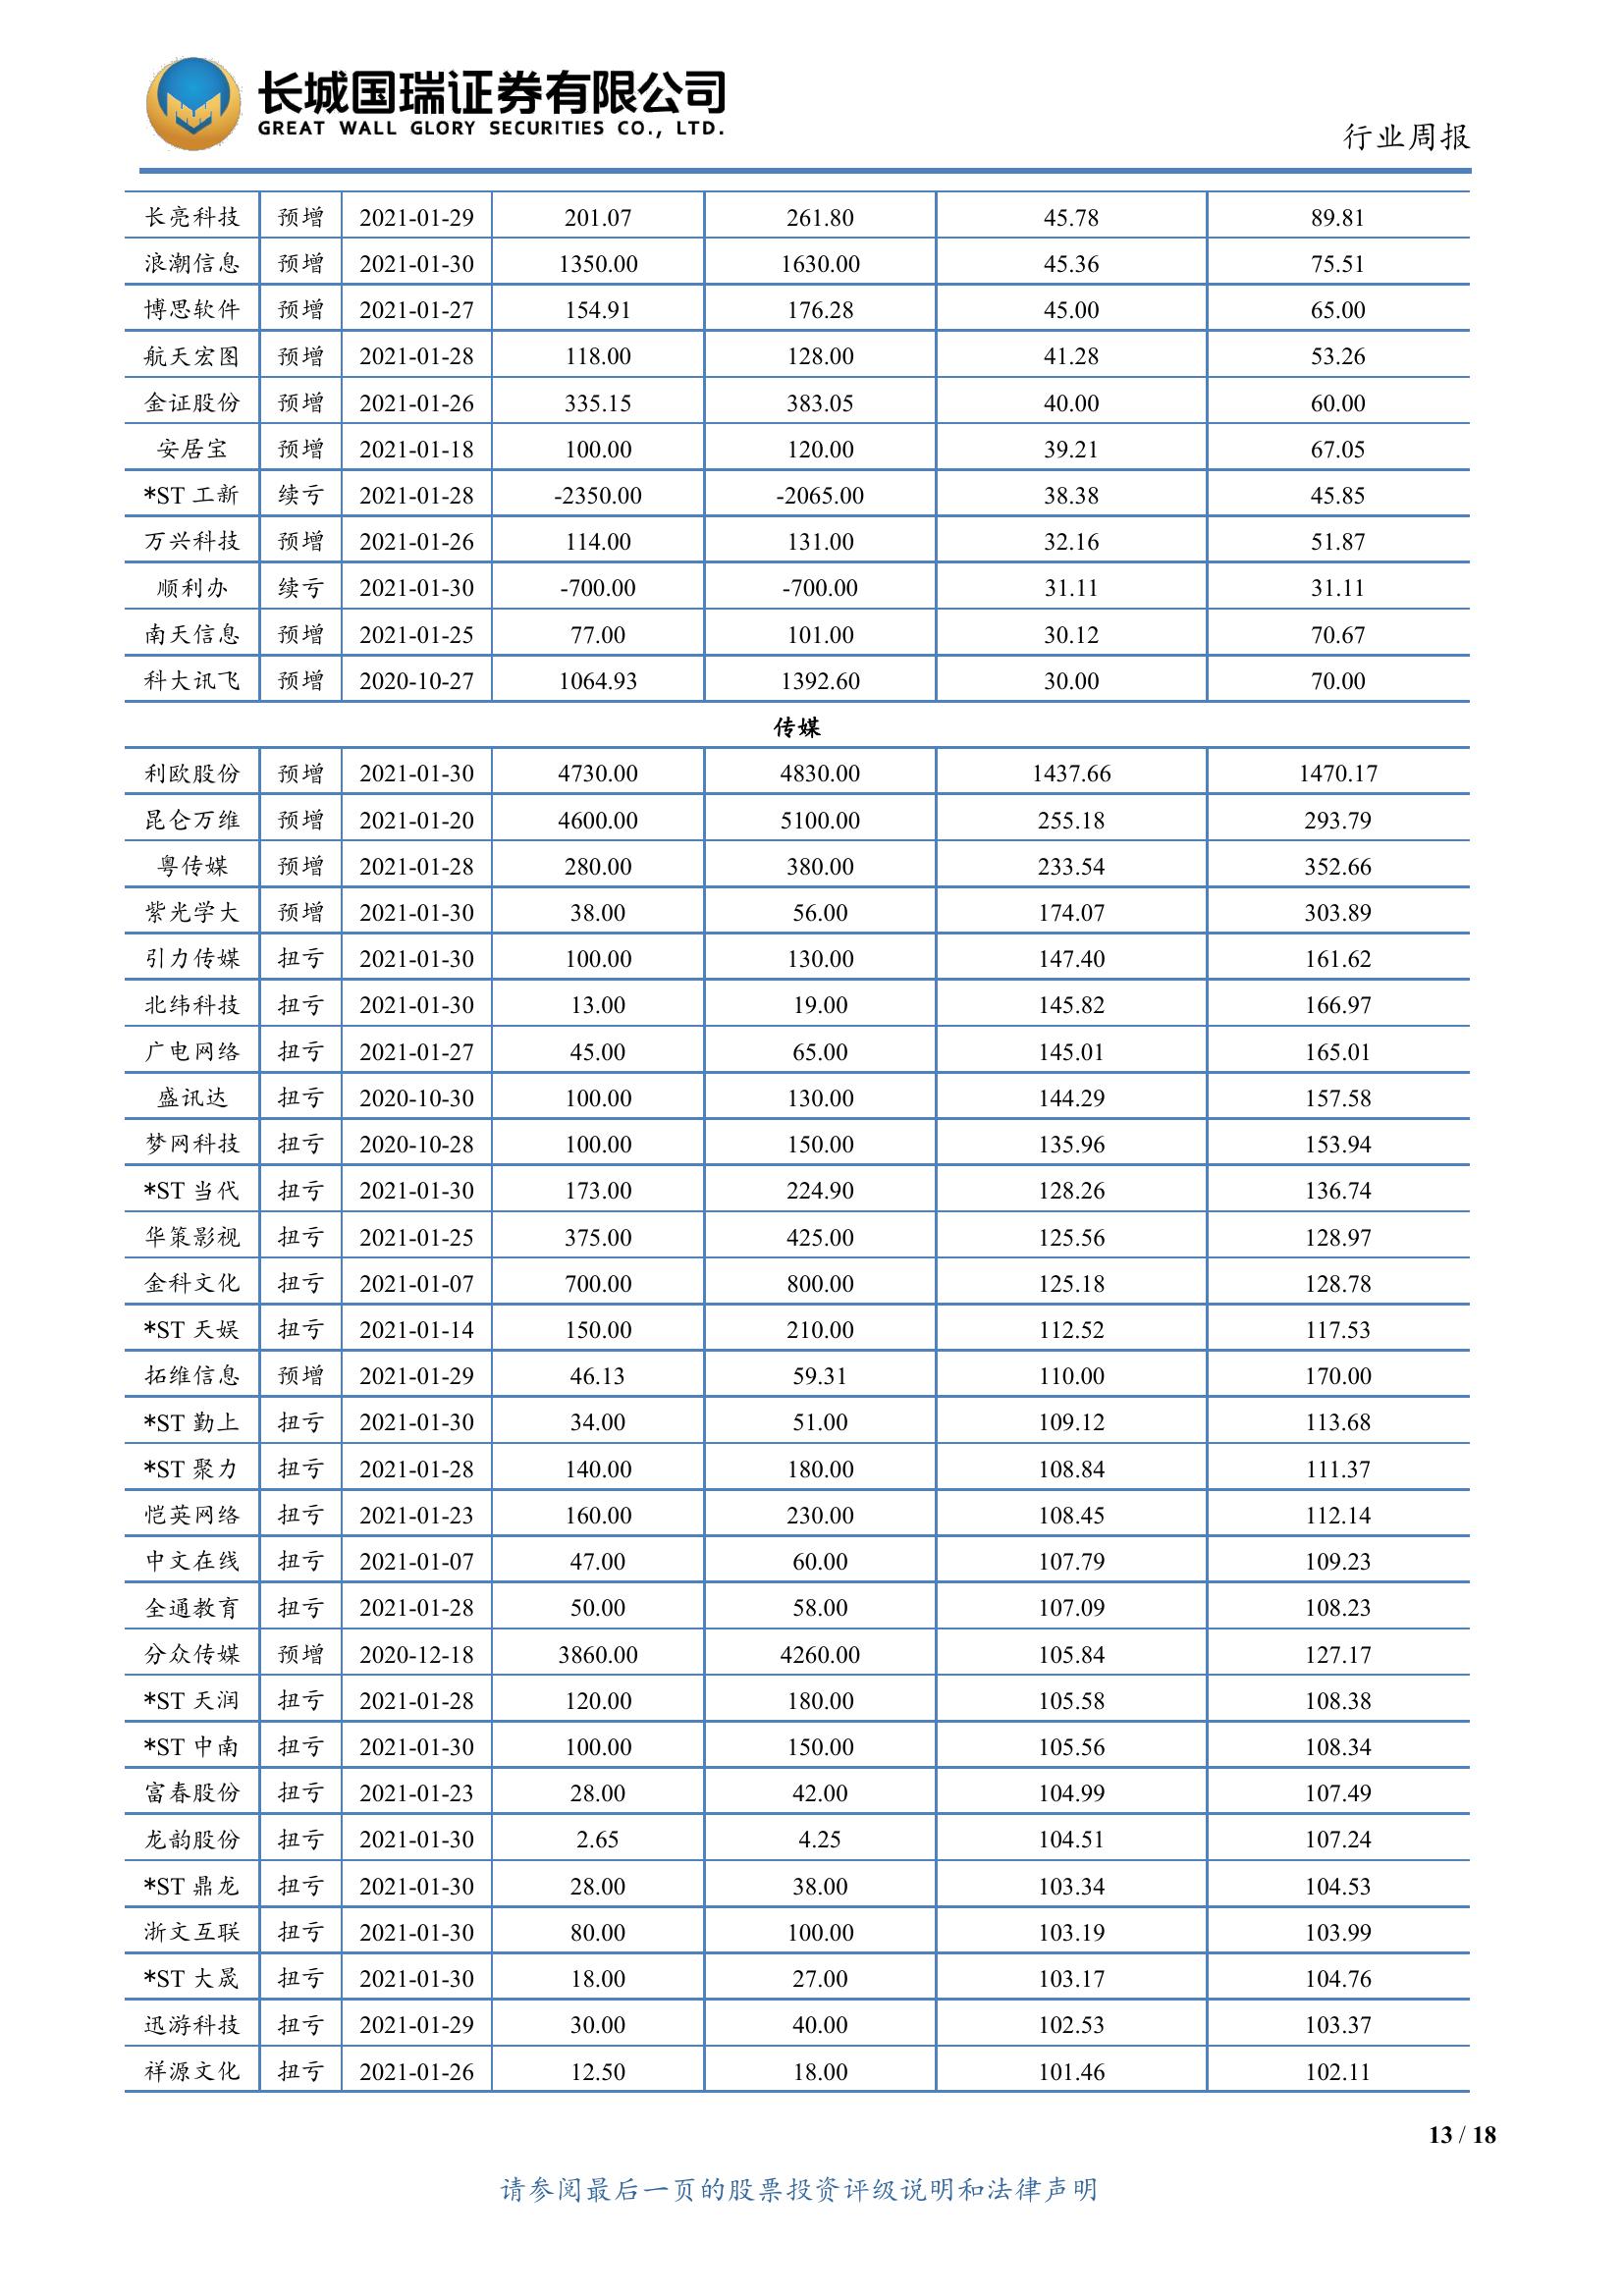 长城国瑞证券有限公司
GREAT WALL GLORY SECURITIES CO., LTD.
行业周报
长亮科技 预增 2021-01-29 201.07 261.80 45.78 89.81
浪潮信息 预增 2021-01-30 1350.00 1630.00 45.36 75.51
博思软件 预增 2021-01-27 154.91 176.28 45.00 65.00
航天宏图 预增 2021-01-28 118.00 128.00 41.28 53.26
金证股份 预增 2021-01-26 335.15 383.05 40.00 60.00
安居宝 预增 2021-01-18 100.00 120.00 39.21 67.05
*ST 工新 续亏 2021-01-28 -2350.00 -2065.00 38.38 45.85
万兴科技 预增 2021-01-26 114.00 131.00 32.16 51.87
顺利办 续亏 2021-01-30 -700.00 -700.00 31.11 31.11
南天信息 预增 2021-01-25 77.00 101.00 30.12 70.67
科大讯飞 预增 2020-10-27 1064.93 1392.60 30.00 70.00
传媒
利欧股份 预增 2021-01-30 4730.00 4830.00 1437.66 1470.17
昆仑万维 预增 2021-01-20 4600.00 5100.00 255.18 293.79
粤传媒 预增 2021-01-28 280.00 380.00 233.54 352.66
紫光学大 预增 2021-01-30 38.00 56.00 174.07 303.89
引力传媒 扭亏 2021-01-30 100.00 130.00 147.40 161.62
北纬科技 扭亏 2021-01-30 13.00 19.00 145.82 166.97
广电网络 扭亏 2021-01-27 45.00 65.00 145.01 165.01
盛讯达 扭亏 2020-10-30 100.00 130.00 144.29 157.58
梦网科技 扭亏 2020-10-28 100.00 150.00 135.96 153.94
*ST 当代 扭亏 2021-01-30 173.00 224.90 128.26 136.74
华策影视 扭亏 2021-01-25 375.00 425.00 125.56 128.97
金科文化 扭亏 2021-01-07 700.00 800.00 125.18 128.78
*ST 天娱 扭亏 2021-01-14 150.00 210.00 112.52 117.53
拓维信息 预增 2021-01-29 46.13 59.31 110.00 170.00
*ST 勤上 扭亏 2021-01-30 34.00 51.00 109.12 113.68
*ST 聚力 扭亏 2021-01-28 140.00 180.00 108.84 111.37
恺英网络 扭亏 2021-01-23 160.00 230.00 108.45 112.14
中文在线 扭亏 2021-01-07 47.00 60.00 107.79 109.23
全通教育 扭亏 2021-01-28 50.00 58.00 107.09 108.23
分众传媒 预增 2020-12-18 3860.00 4260.00 105.84 127.17
*ST 天润 扭亏 2021-01-28 120.00 180.00 105.58 108.38
*ST 中南 扭亏 2021-01-30 100.00 150.00 105.56 108.34
富春股份 扭亏 2021-01-23 28.00 42.00 104.99 107.49
龙韵股份 扭亏 2021-01-30 2.65 4.25 104.51 107.24
*ST 鼎龙 扭亏 2021-01-30 28.00 38.00 103.34 104.53
浙文互联 扭亏 2021-01-30 80.00 100.00 103.19 103.99
*ST 大晟 扭亏 2021-01-30 18.00 27.00 103.17 104.76
迅游科技 扭亏 2021-01-29 30.00 40.00 102.53 103.37
祥源文化 扭亏 2021-01-26 12.50 18.00 101.46 102.11
13 / 18
请参阅最后一页的股票投资评级说明和法律声明